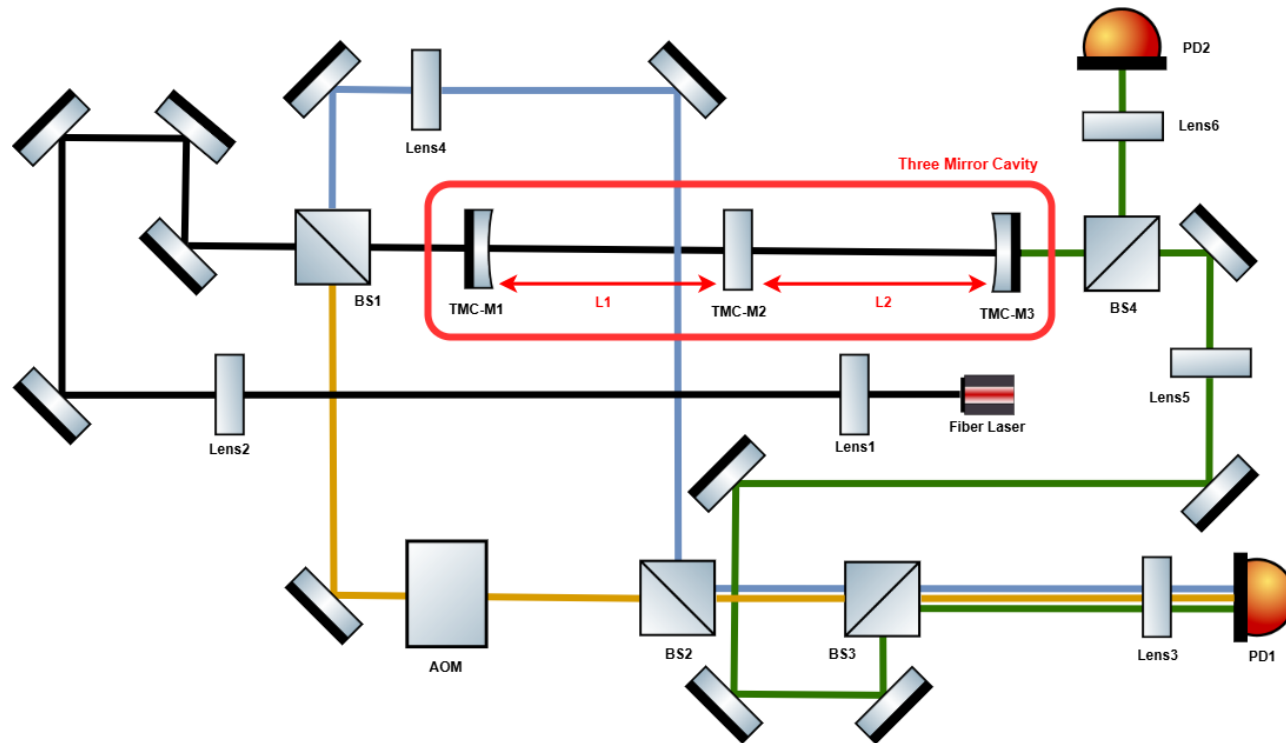 PD2
Lens6
Lens4
Three Mirror Cavity
BS1
TMC-M1
L1
TMC-M2
L2
TMC-M3
BS4
Lens5
Lens2
Lens1
Fiber Laser
AOM
BS2
BS3
Lens3
PD1